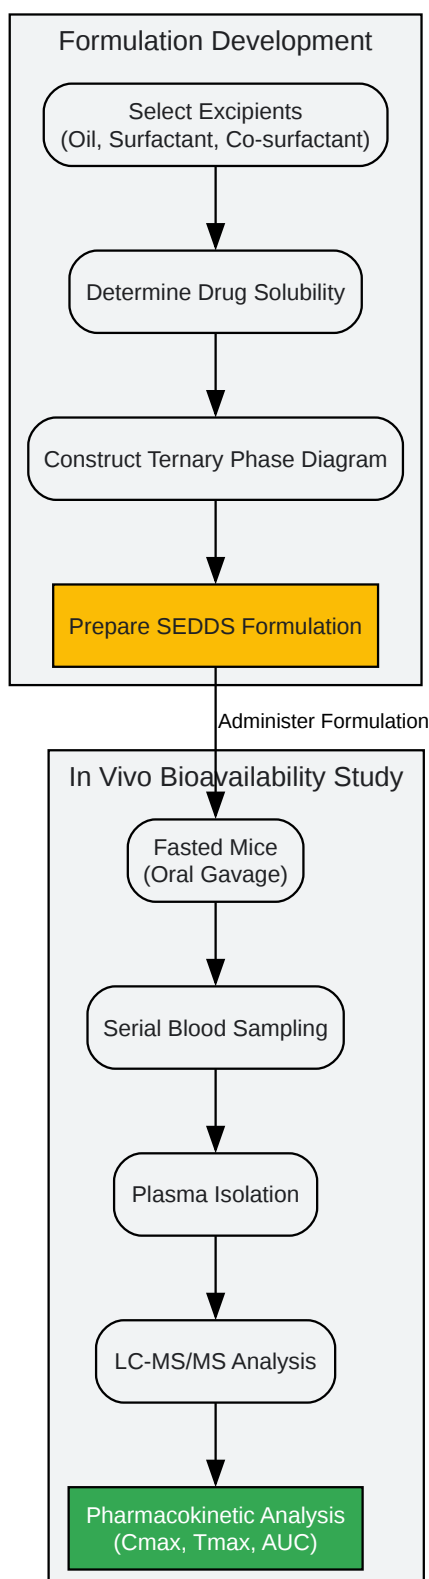 Formulation Development
Select Excipients
(Oil, Surfactant, Co-surfactant)
Determine Drug Solubility
Construct Ternary Phase Diagram
Prepare SEDDS Formulation
Administer Formulation
In Vivo Bioavailability Study
Fasted Mice
(Oral Gavage)
Serial Blood Sampling
Plasma Isolation
LC-MS/MS Analysis
Pharmacokinetic Analysis
(Cmax, Tmax, AUC)